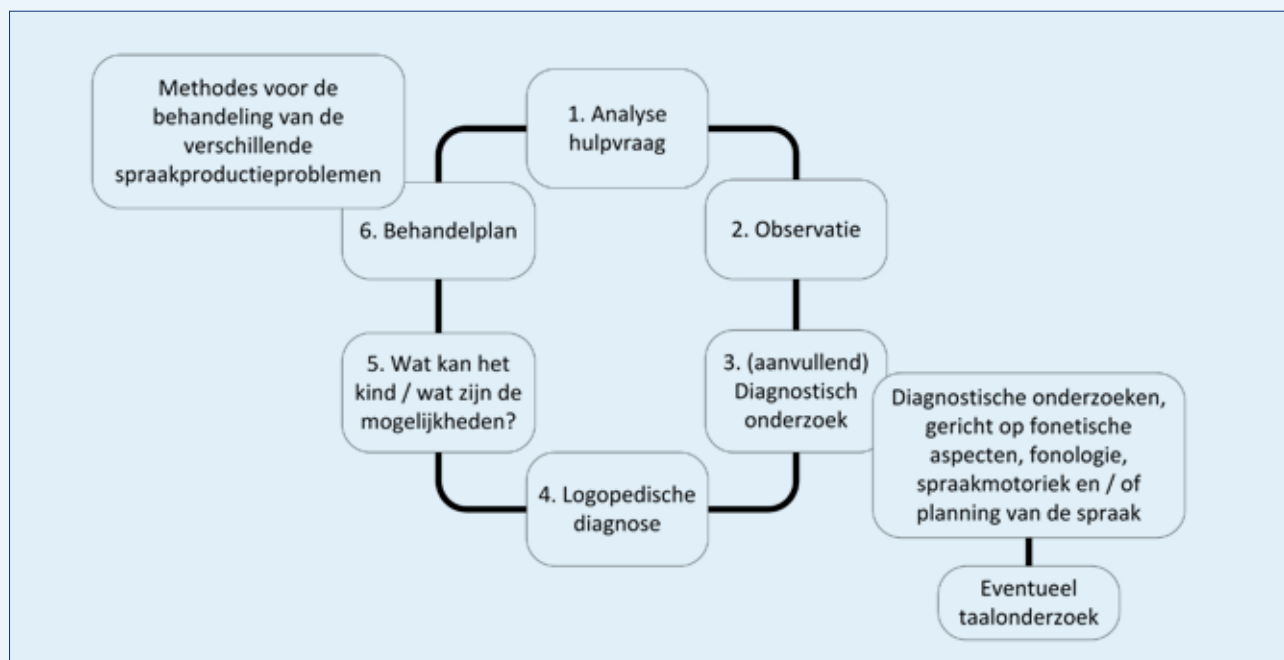 Methodes voor de
behandeling van de
verschillende
spraakproductieproblemen
1. Analyse
hulpvraag
2. Observatie
3. (aanvullend)
Diagnostisch
onderzoek
Diagnostische onderzoeken,
gericht op fonetische
aspecten, fonologie,
spraakmotoriek en / of
planning van de spraak
Eventueel
taalonderzoek
4. Logopedische
diagnose
5. Wat kan het
kind / wat zijn de
mogelijkheden?
6. Behandelplan